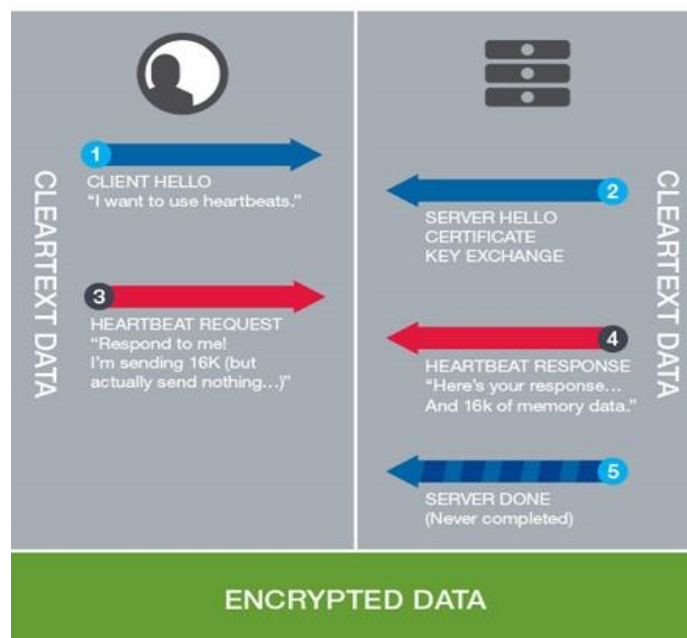 CLEARTEXT DATA
1
CLIENT HELLO
“I want to use heartbeats.”
2
SERVER HELLO
CERTIFICATE
KEY EXCHANGE
3
HEARTBEAT REQUEST
“Respond to me!
I’m sending 16K (but
actually send nothing…)”
4
HEARTBEAT RESPONSE
“Here’s your response…
And 16k of memory data.”
5
SERVER DONE
(Never completed)
CLEARTEXT DATA
ENCRYPTED DATA